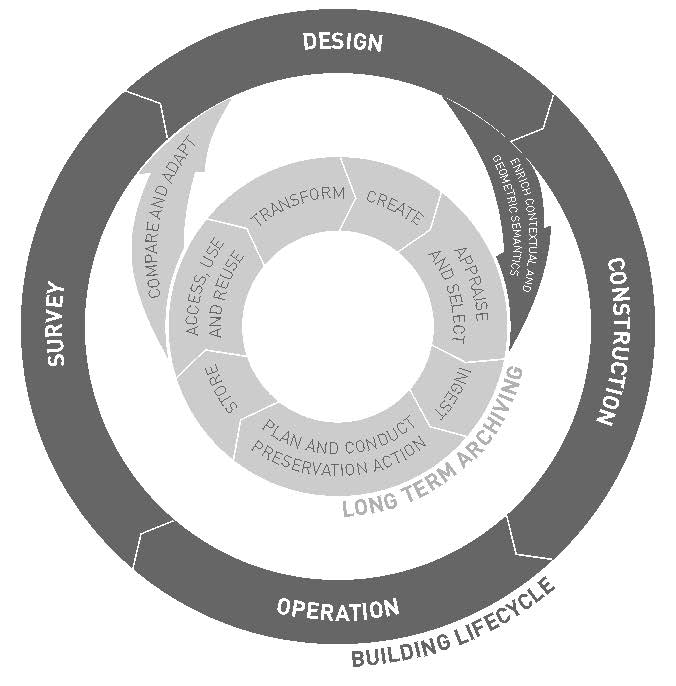 DESIGN
CONSTRUCTION
OPERATION
SURVEY
BUILDING LIFECYCLE
COMPARE AND ADAPT
ENRICH CONTEXTUAL AND
GEOMETRIC SEMANTICS
TRANSFORM
CREATE
APPRAISE
AND SELECT
INGEST
PLAN AND CONDUCT
PRESERVATION ACTION
STORE
ACCESS, USE
AND REUSE
LONG TERM ARCHIVING